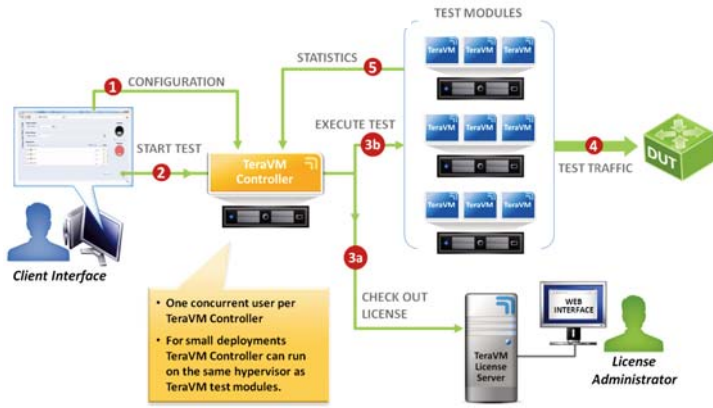 TEST MODULES
TeraVM TeraVM TeraVM
STATISTICS
5
1
CONFIGURATION
EXECUTE TEST
TeraVM TeraVM TeraVM
3b
4
DUT
TEST TRAFFIC
START TEST
2
TeraVM
Controller
TeraVM TeraVM TeraVM
Client Interface
3a
• One concurrent user per
TeraVM Controller
• For small deployments
TeraVM Controller can run
on the same hypervisor as
TeraVM test modules.
CHECK OUT
LICENSE
WEB
INTERFACE
TeraVM
License
Server
License
Administrator